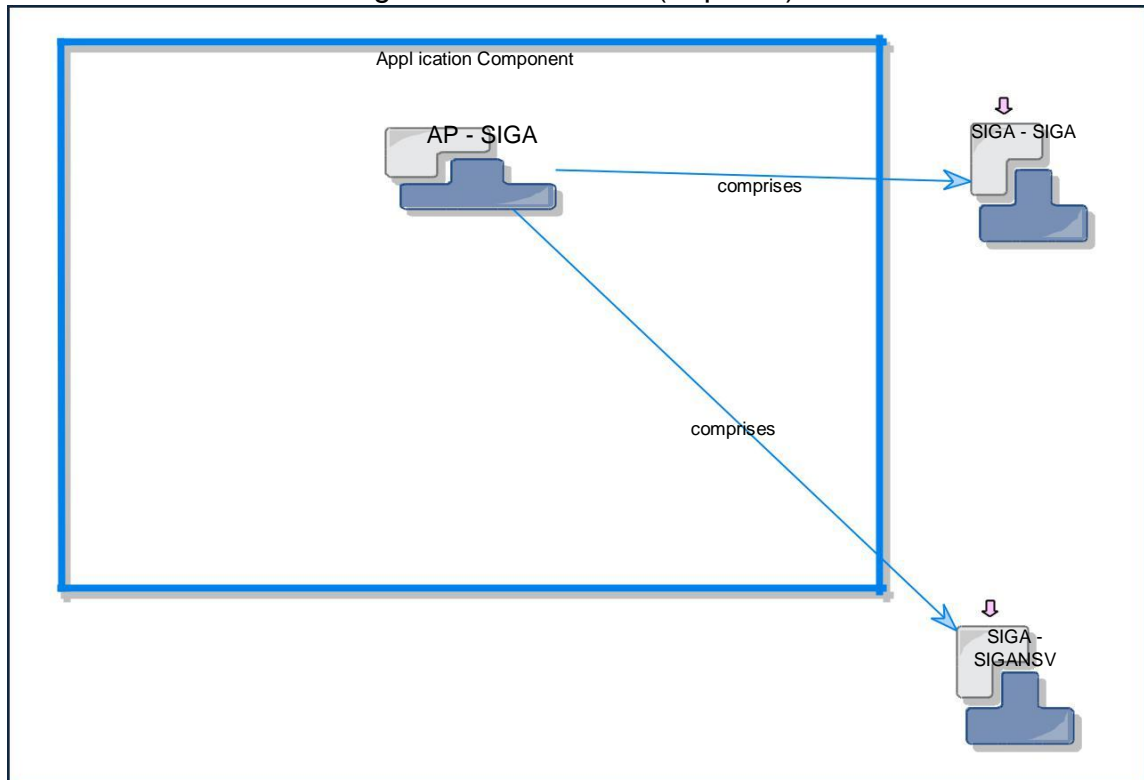 Appl ication Component
AP - SIGA
SIGA - SIGA
comprises
comprises
SIGA -
SIGANSV